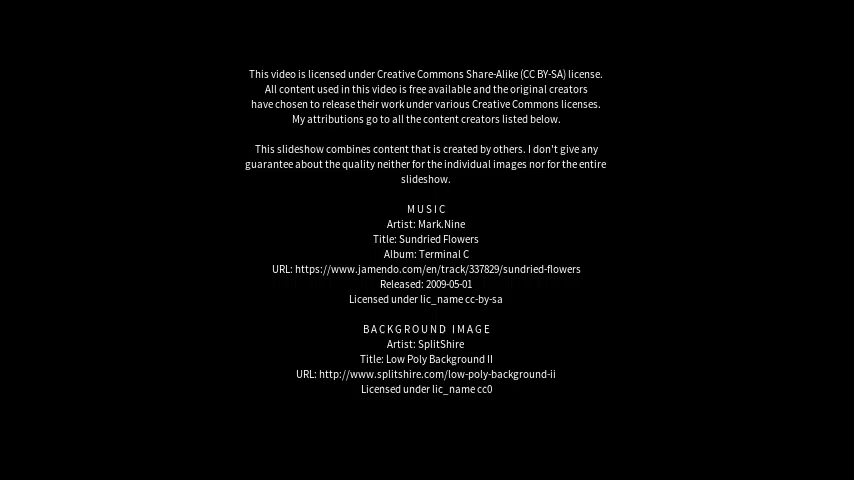 This video is licensed under Creative Commons Share-Alike (CC BY-SA) license.
All content used in this video is free available and the original creators
have chosen to release their work under various Creative Commons licenses.
My attributions go to all the content creators listed below.
This slideshow combines content that is created by others. I don't give any
guarantee about the quality neither for the individual images nor for the entire
slideshow.
MUSIC
Artist: Mark.Nine
Title: Sundried Flowers
Album: Terminal C
URL: https://www.jamendo.com/en/track/337829/sundried-flowers
Released: 2009-05-01
Licensed under lic_name cc-by-sa
BACKGROUND IMAGE
Artist: SplitShire
Title: Low Poly Background II
URL: http://www.splitshire.com/low-poly-background-ii
Licensed under lic_name cc0